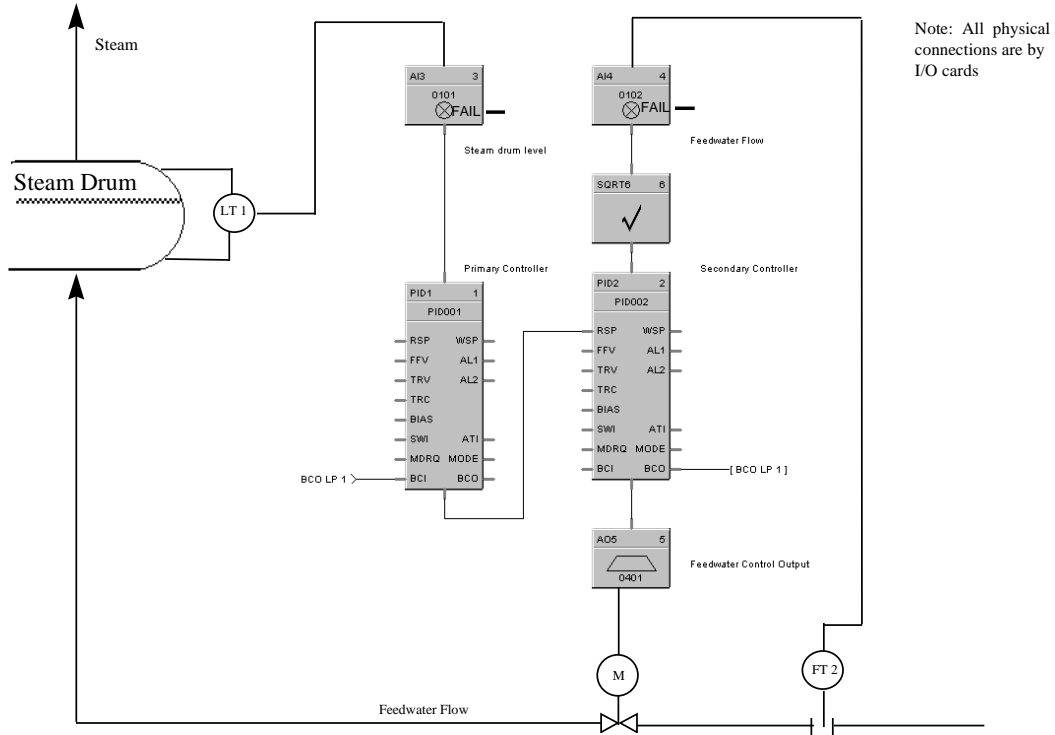 Steam
Note: All physical
connections are by
I/O cards
AI3 3
0101
FAIL
Steam drum level
AI4 4
0102
FAIL
Feedwater Flow
Steam Drum
LT 1
SQRT6 6
Primary Controller
Secondary Controller
PID1 1
PID001
RSP WSP
FFV AL1
TRV AL2
TRC
BIAS
SWI ATI
MDRQ MODE
BCO LP 1 BCI BCO
PID2 2
PID002
RSP WSP
FFV AL1
TRV AL2
TRC
BIAS
SWI ATI
MDRQ MODE
BCI BCO [ BCO LP 1 ]
AO5 5
0401
Feedwater Control Output
M
FT 2
Feedwater Flow